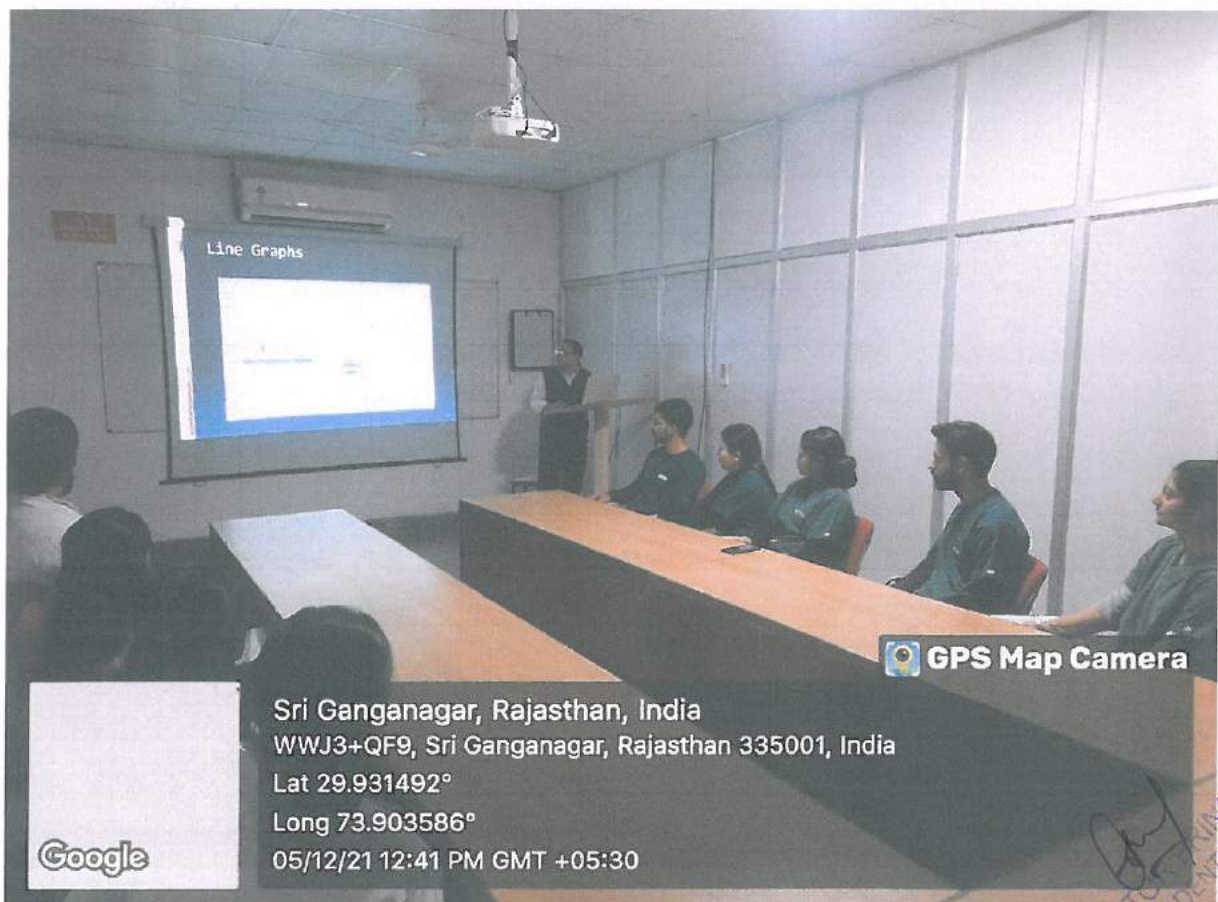 Line Graphs
GPS Map Camera
Sri Ganganagar, Rajasthan, India
WWJ3+QF9, Sri Ganganagar, Rajasthan 335001, India
Lat 29.931492°
Long 73.903586°
05/12/21 12:41 PM GMT +05:30
Google